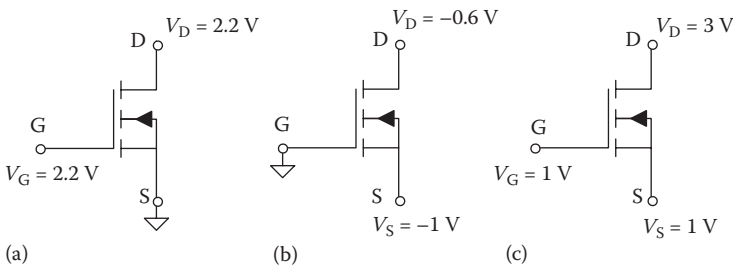 V_D = 2.2 V
D
G
V_G = 2.2 V
S
(a)
V_D = −0.6 V
D
G
S
V_S = −1 V
(b)
V_D = 3 V
D
G
V_G = 1 V
S
V_S = 1 V
(c)